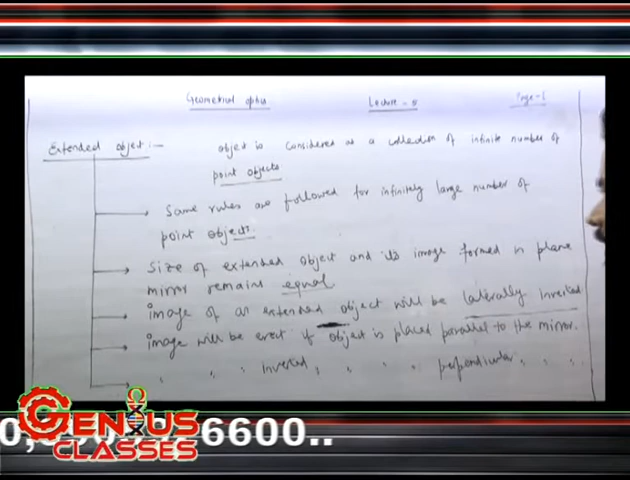 Geometrical optics Lecture - 5 Page-1
Extended object :- object is considered as a collection of infinite number of
point objects
Same rules are followed for infinitely large number of
point objects.
Size of extended object and its image formed in plane
mirror remains equal
image of an extended object will be laterally inverted
image will be erect if object is placed parallel to the mirror.
" " " inverted " " " " perpendicular " " "
GENIUS
CLASSES
6600..